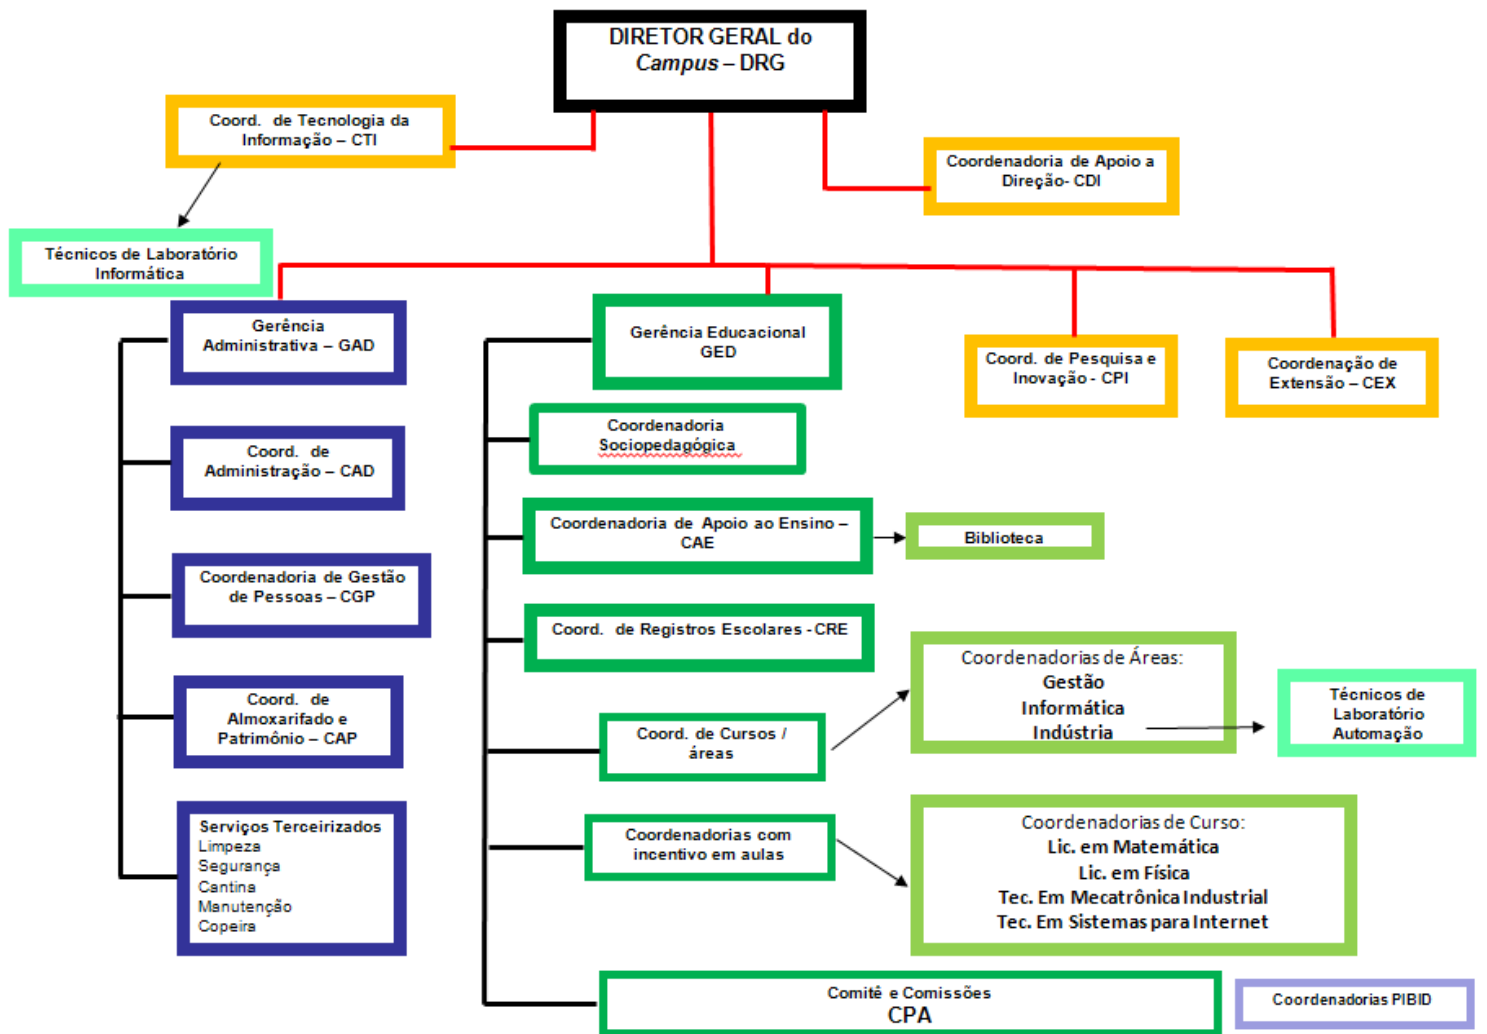 DIRETOR GERAL do
Campus – DRG
Coord. de Tecnologia da
Informação – CTI
Coordenadoria de Apoio a
Direção- CDI
Técnicos de Laboratório
Informática
Gerência
Administrativa – GAD
Gerência Educacional
GED
Coord. de Pesquisa e
Inovação - CPI
Coordenação de
Extensão – CEX
Coordenadoria
Sociopedagógica
Coord. de
Administração – CAD
Coordenadoria de Apoio ao Ensino –
CAE
Biblioteca
Coordenadoria de Gestão
de Pessoas – CGP
Coord. de Registros Escolares -CRE
Coordenadorias de Áreas:
Gestão
Informática
Indústria
Técnicos de
Laboratório
Automação
Coord. de
Almoxarifado e
Patrimônio – CAP
Coord. de Cursos /
áreas
Serviços Terceirizados
Limpeza
Segurança
Cantina
Manutenção
Copeira
Coordenadorias com
incentivo em aulas
Coordenadorias de Curso:
Lic. em Matemática
Lic. em Física
Tec. Em Mecatrônica Industrial
Tec. Em Sistemas para Internet
Comitê e Comissões
CPA
Coordenadorias PIBID